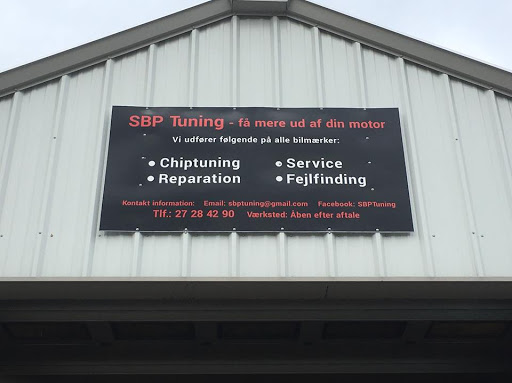 SBP Tuning - få mere ud af din motor
Vi udfører følgende på alle bilmærker:
• Chiptuning • Service
• Reparation • Fejlfinding
Kontakt information: Email: sbptuning@gmail.com Facebook: SBPTuning
Tlf.: 27 28 42 90 Værksted: Åben efter aftale